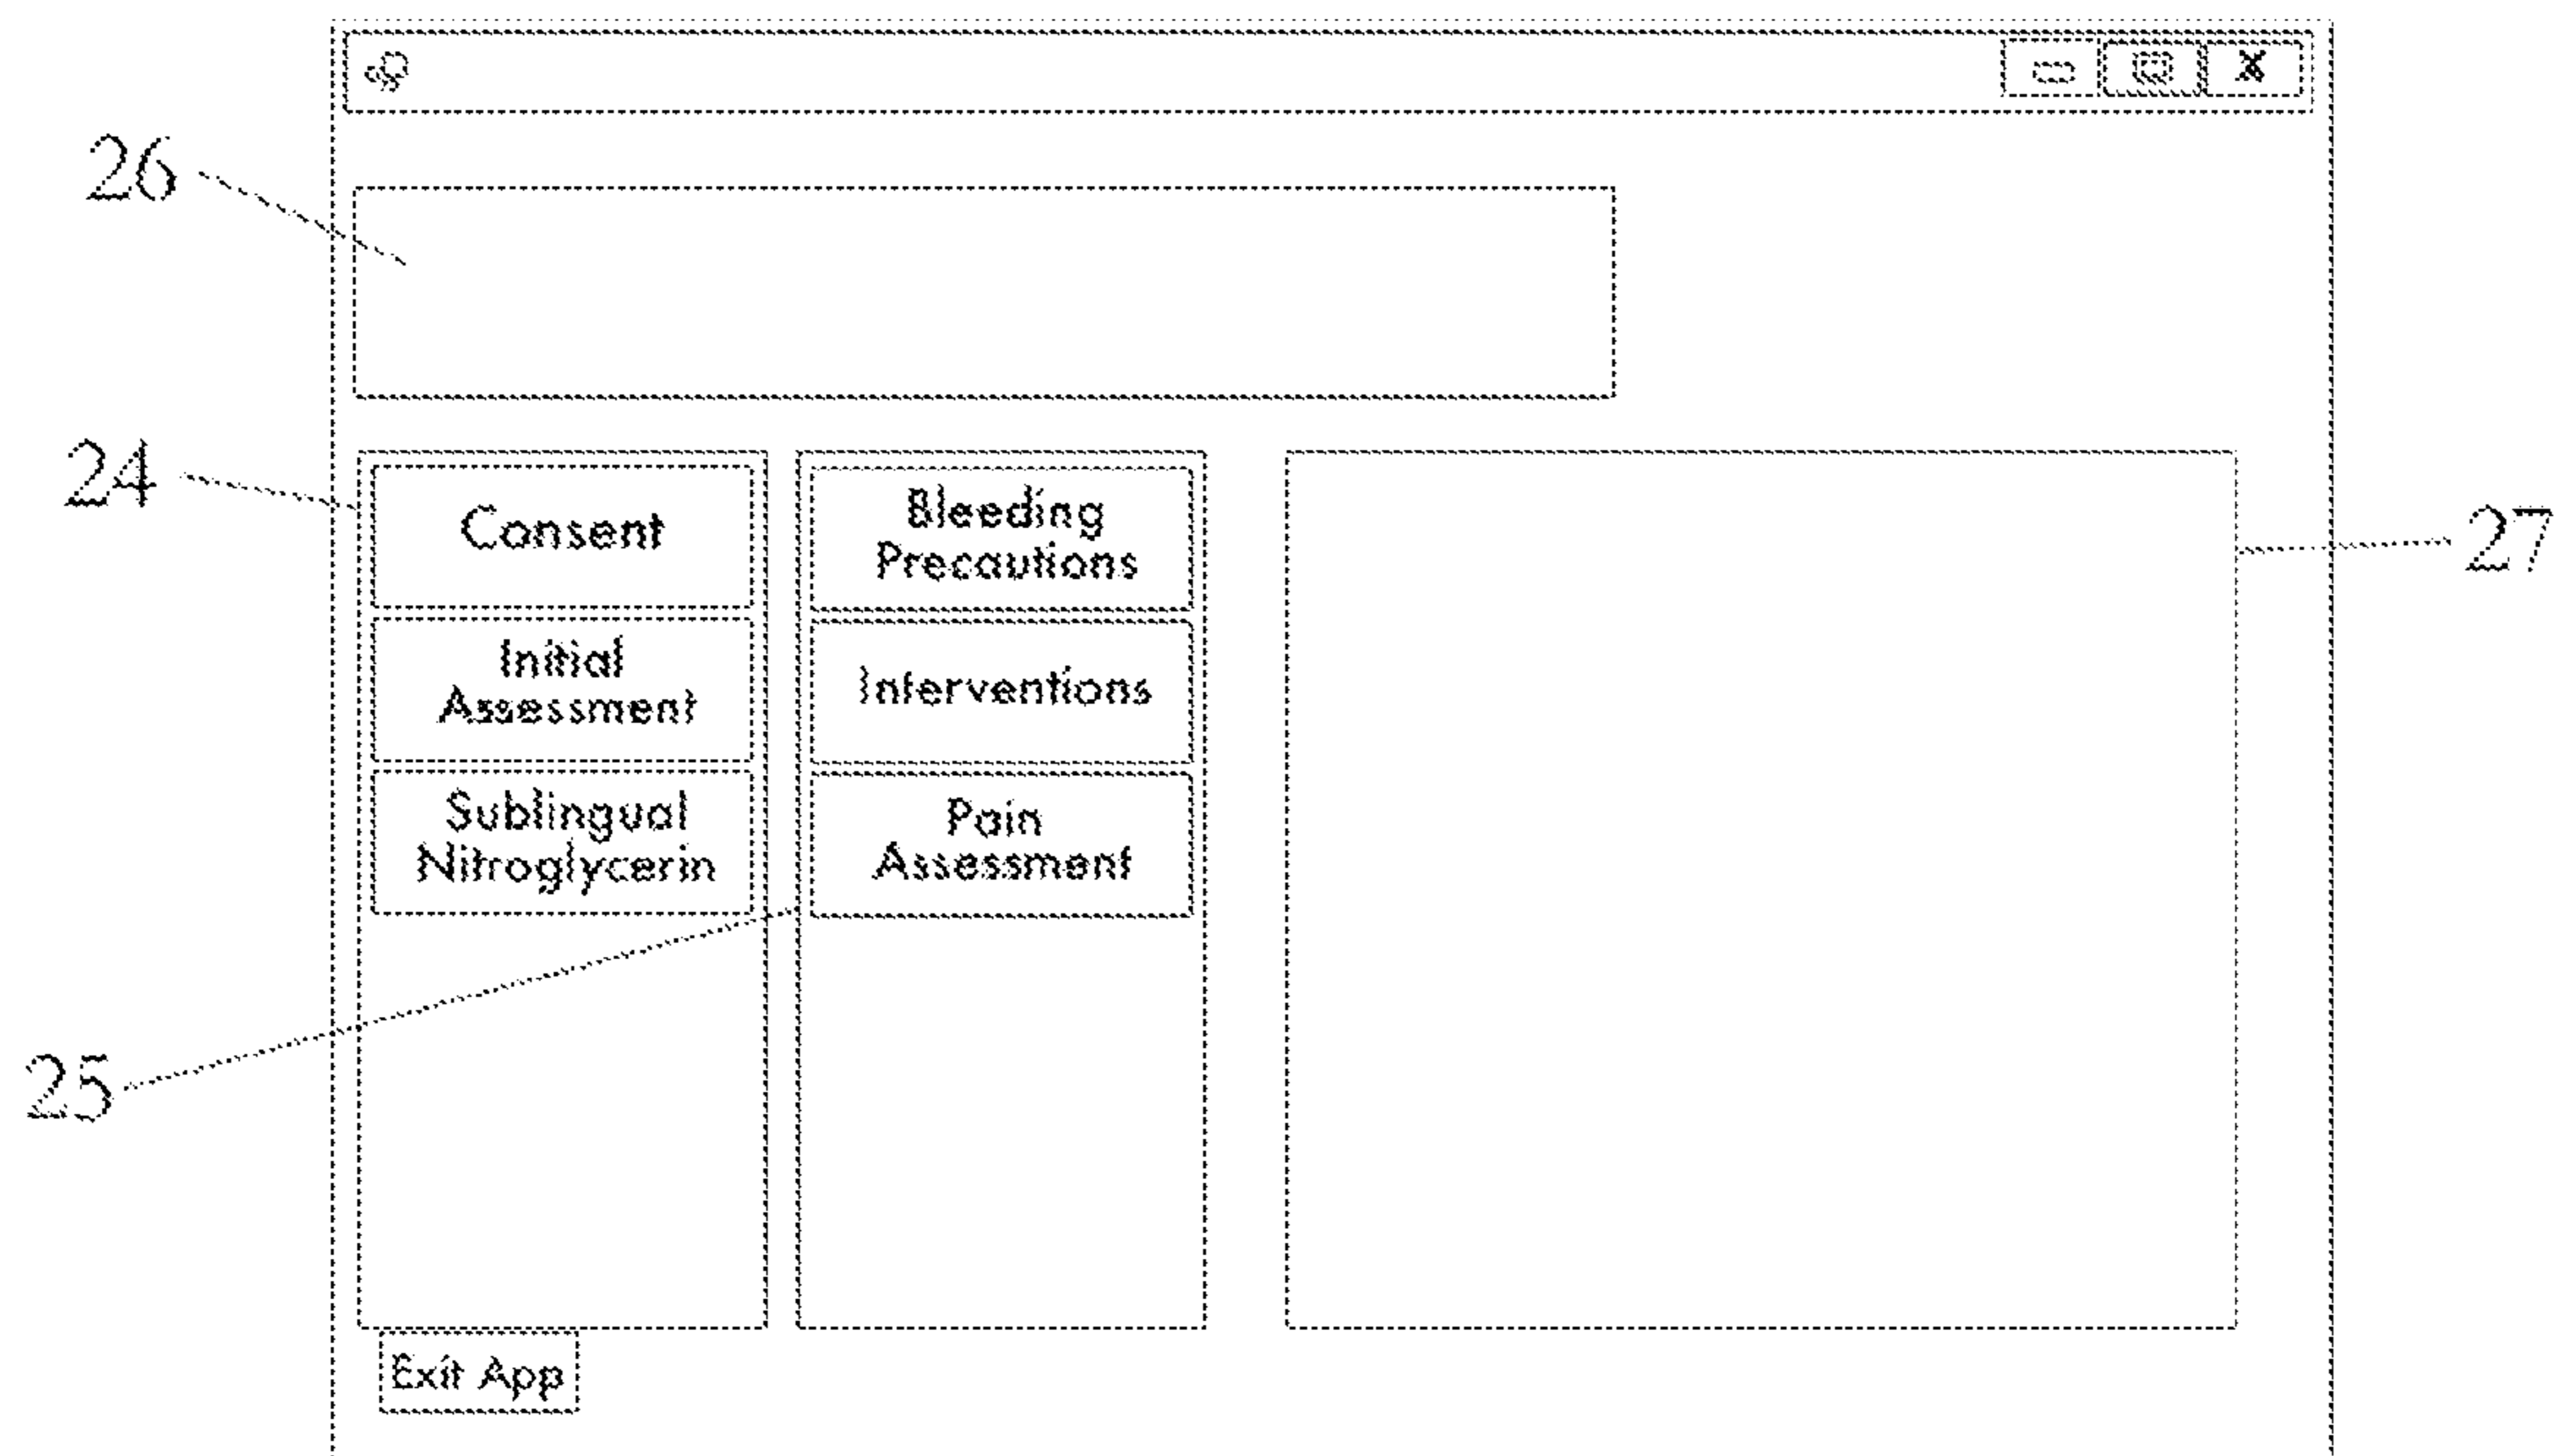 X
26
24
Consent
Bleeding
Precautions
27
Initial
Assessment
Interventions
Sublingual
Nitroglycerin
Pain
Assessment
25
Exit App